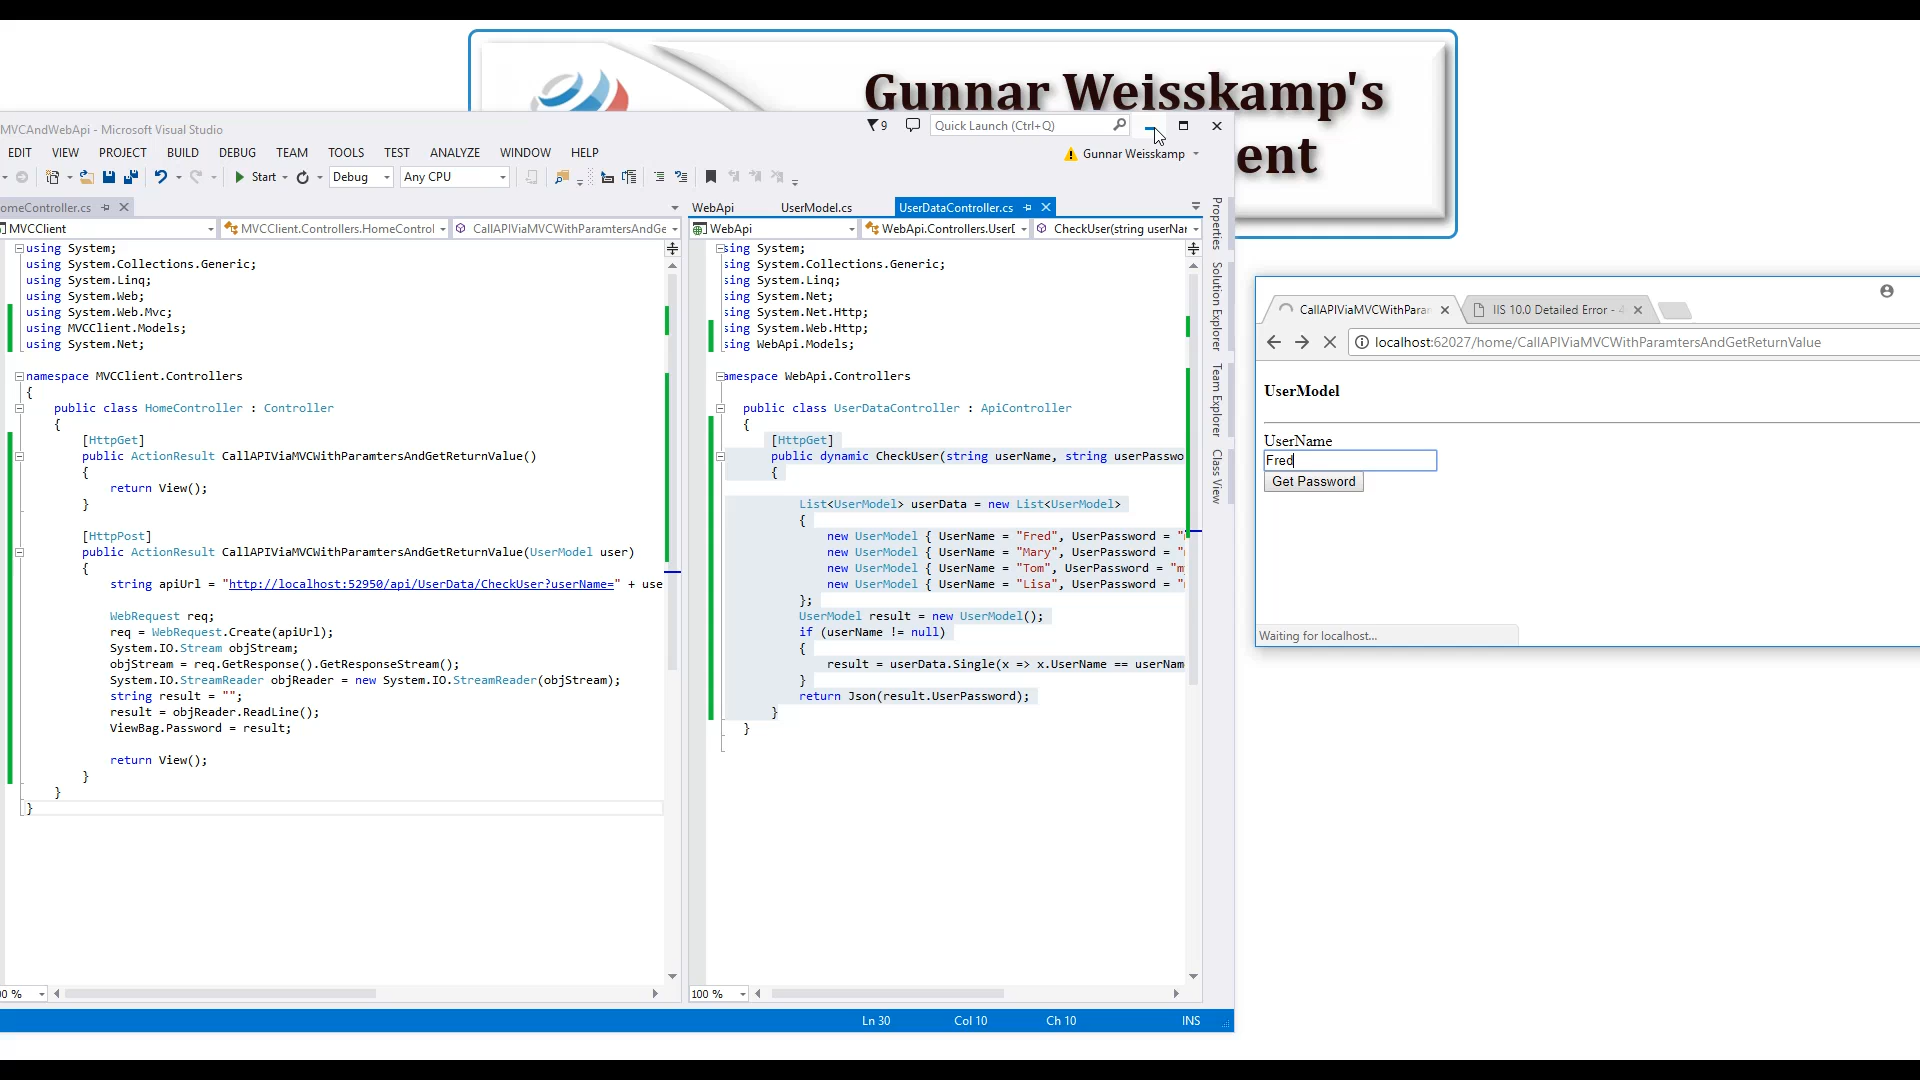 Gunnar Weisskamp's
ent
MVCAndWebApi - Microsoft Visual Studio
9
Quick Launch (Ctrl+Q)
EDIT VIEW PROJECT BUILD DEBUG TEAM TOOLS TEST ANALYZE WINDOW HELP
Gunnar Weisskamp
Start Debug Any CPU
omeController.cs
MVCClient MVCClient.Controllers.HomeControl CallAPIViaMVCWithParamtersAndGe
using System;
using System.Collections.Generic;
using System.Linq;
using System.Web;
using System.Web.Mvc;
using MVCClient.Models;
using System.Net;
namespace MVCClient.Controllers
{
public class HomeController : Controller
{
[HttpGet]
public ActionResult CallAPIViaMVCWithParamtersAndGetReturnValue()
{
return View();
}
[HttpPost]
public ActionResult CallAPIViaMVCWithParamtersAndGetReturnValue(UserModel user)
{
string apiUrl = "http://localhost:52950/api/UserData/CheckUser?userName=" + use
WebRequest req;
req = WebRequest.Create(apiUrl);
System.IO.Stream objStream;
objStream = req.GetResponse().GetResponseStream();
System.IO.StreamReader objReader = new System.IO.StreamReader(objStream);
string result = "";
result = objReader.ReadLine();
ViewBag.Password = result;
return View();
}
}
}
00 %
WebApi UserModel.cs UserDataController.cs
WebApi WebApi.Controllers.UserD CheckUser(string userNar
sing System;
sing System.Collections.Generic;
sing System.Linq;
sing System.Net;
sing System.Net.Http;
sing System.Web.Http;
sing WebApi.Models;
amespace WebApi.Controllers
public class UserDataController : ApiController
{
[HttpGet]
public dynamic CheckUser(string userName, string userPasswo
{
List<UserModel> userData = new List<UserModel>
{
new UserModel { UserName = "Fred", UserPassword = "
new UserModel { UserName = "Mary", UserPassword = "
new UserModel { UserName = "Tom", UserPassword = "m
new UserModel { UserName = "Lisa", UserPassword = "
};
UserModel result = new UserModel();
if (userName != null)
{
result = userData.Single(x => x.UserName == userNam
}
return Json(result.UserPassword);
}
}
100 %
Properties
Solution Explorer
Team Explorer
Class View
Ln 30 Col 10 Ch 10 INS
CallAPIViaMVCWithParam IIS 10.0 Detailed Error - 4
localhost:62027/home/CallAPIViaMVCWithParamtersAndGetReturnValue
UserModel
UserName
Fred
Get Password
Waiting for localhost...